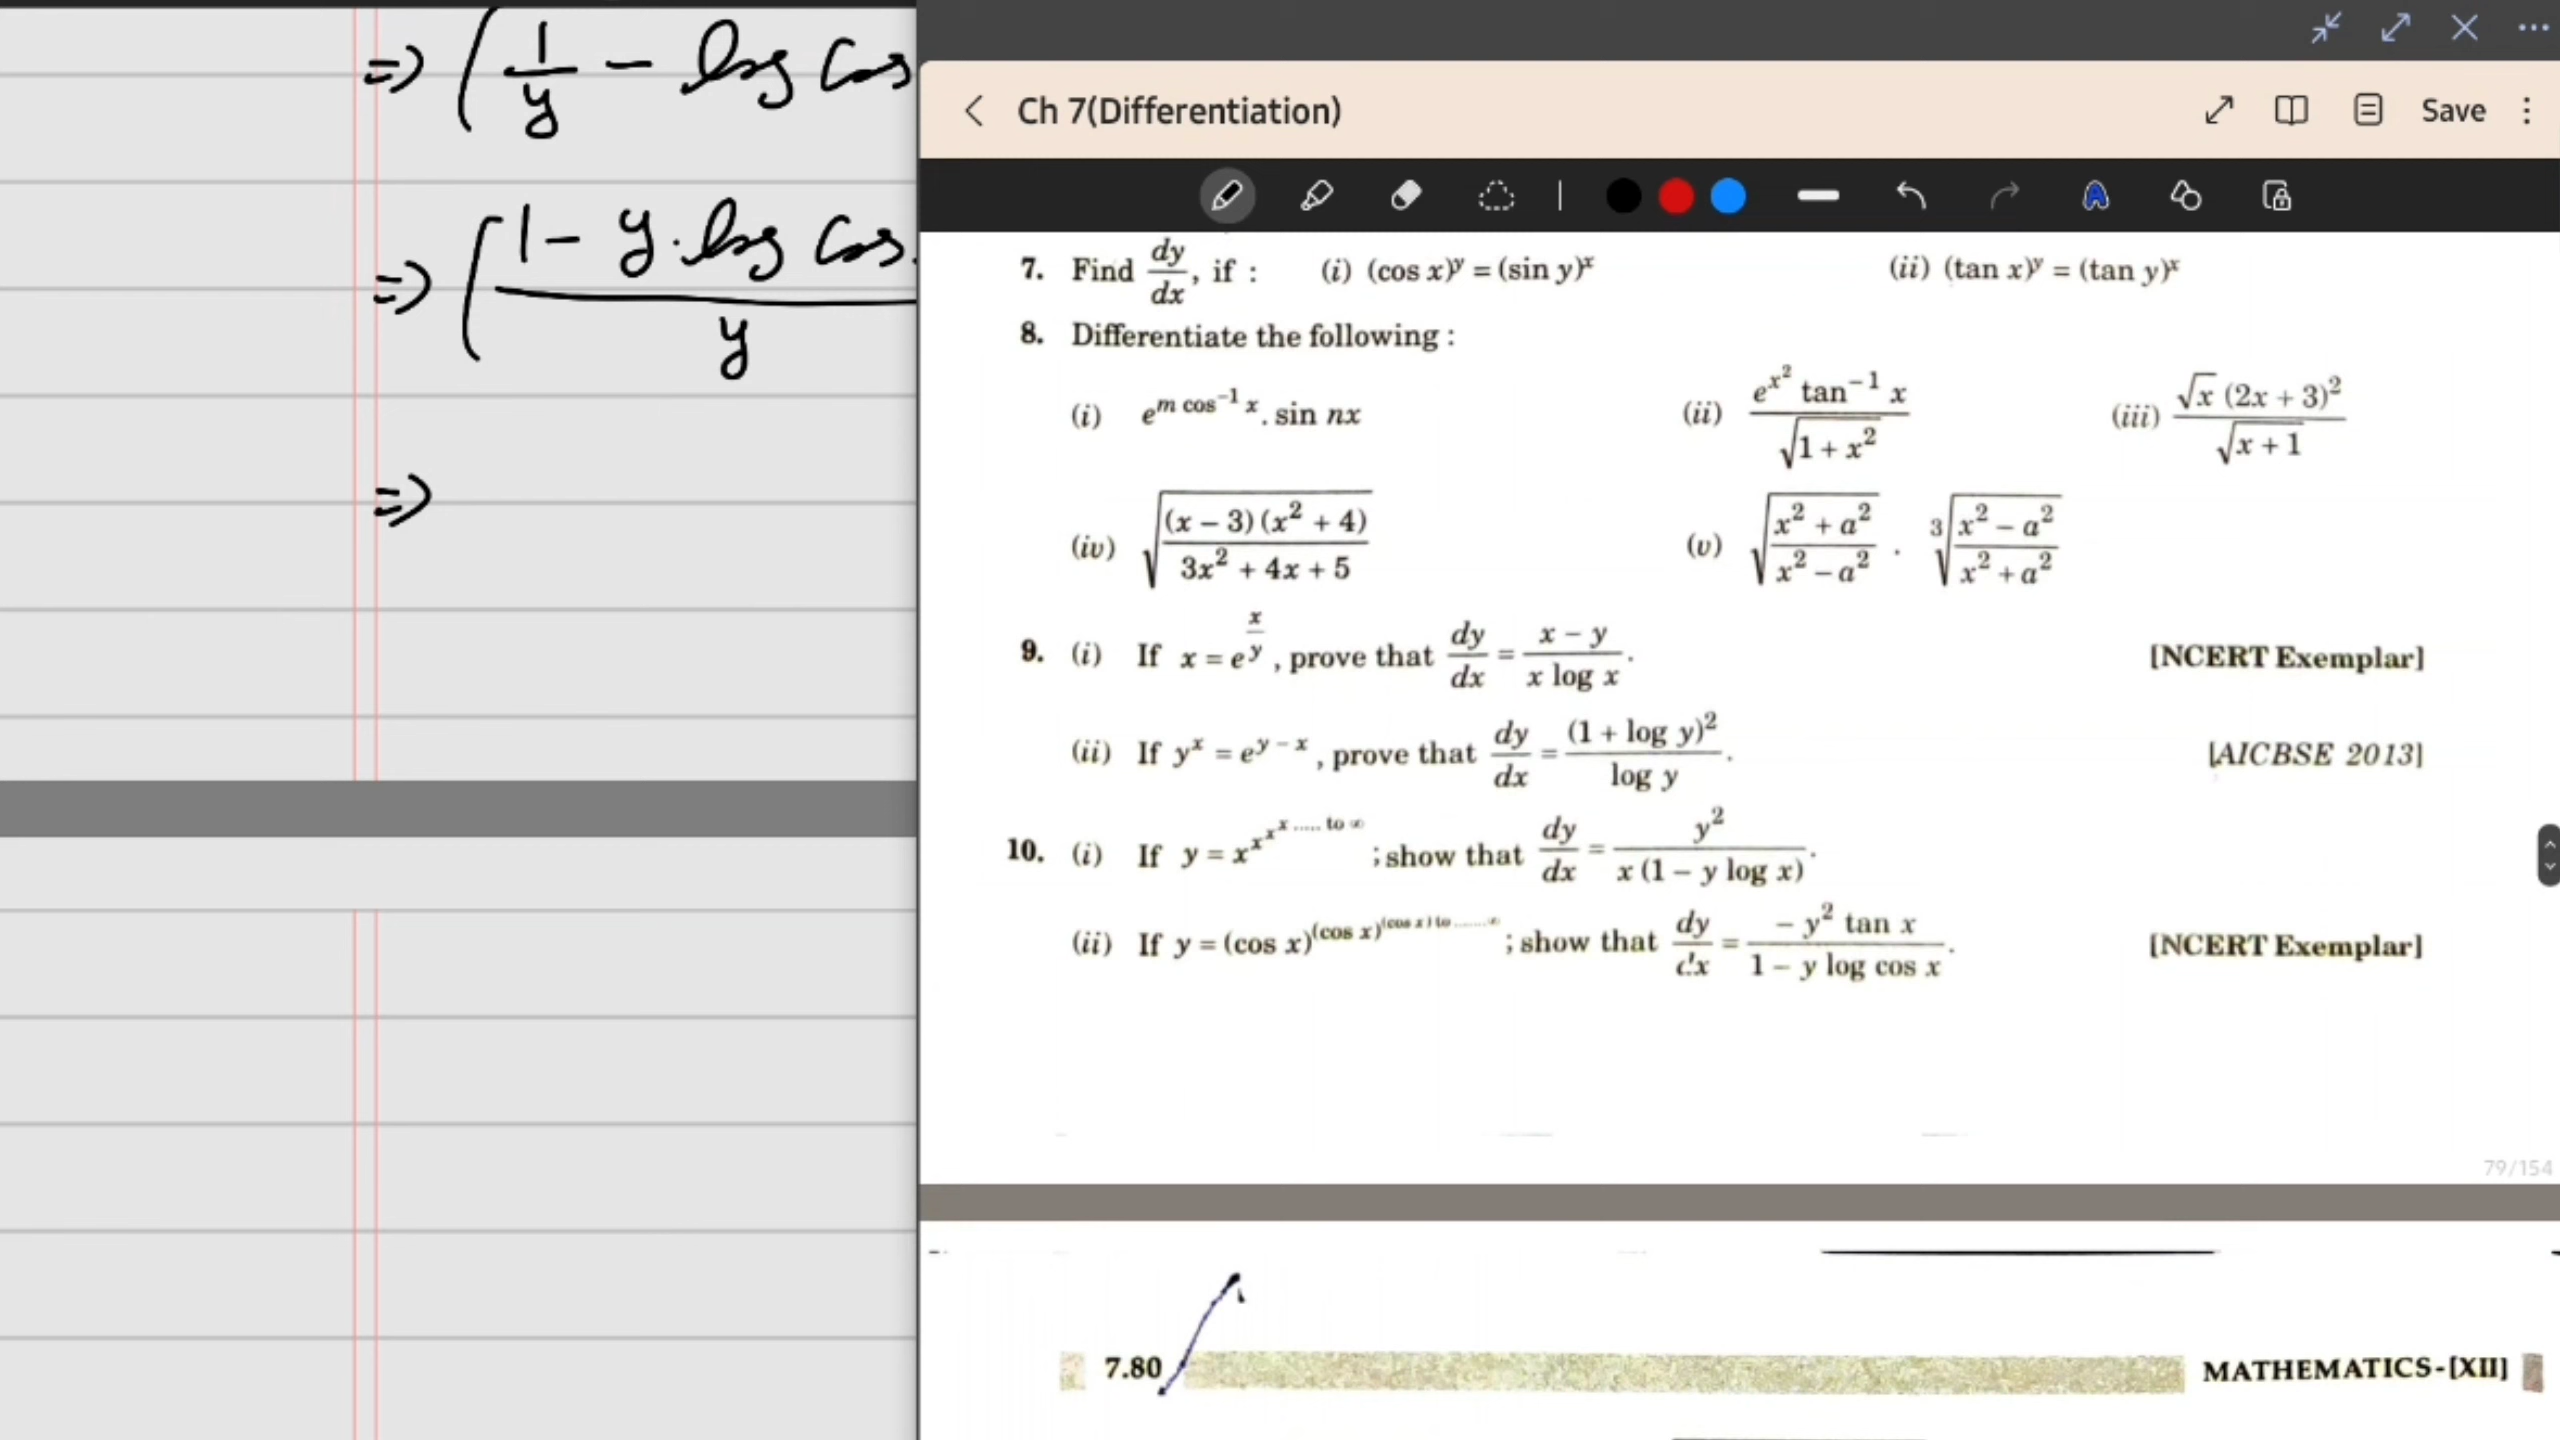 => ( 1/y - log Cos
=> ( 1 - y.log Cos. / y
=>
Ch 7(Differentiation)
Save
7. Find dy/dx, if : (i) (cos x)^y = (sin y)^x (ii) (tan x)^y = (tan y)^x
8. Differentiate the following :
(i) e^{m cos^{-1} x} . sin nx (ii) e^{x^2} tan^{-1} x / √(1 + x^2) (iii) √x (2x + 3)^2 / √(x + 1)
(iv) √((x – 3) (x^2 + 4) / (3x^2 + 4x + 5)) (v) √((x^2 + a^2) / (x^2 – a^2)) . ∛((x^2 – a^2) / (x^2 + a^2))
9. (i) If x = e^{x/y}, prove that dy/dx = (x – y) / (x log x). [NCERT Exemplar]
(ii) If y^x = e^{y – x}, prove that dy/dx = (1 + log y)^2 / log y. [AICBSE 2013]
10. (i) If y = x^{x^{x^{x ..... to ∞}}} ; show that dy/dx = y^2 / (x (1 – y log x)).
(ii) If y = (cos x)^{(cos x)^{(cos x) to .......∞}} ; show that dy/dx = – y^2 tan x / (1 – y log cos x). [NCERT Exemplar]
79/154
7.80 MATHEMATICS-[XII]